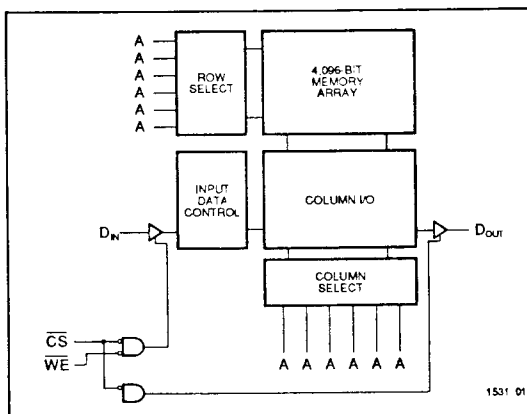 A
A
A
A
A
A
ROW
SELECT
4,096-BIT
MEMORY
ARRAY
INPUT
DATA
CONTROL
COLUMN I/O
DIN
DOUT
COLUMN
SELECT
CS
WE
A A A A A A
1531 01